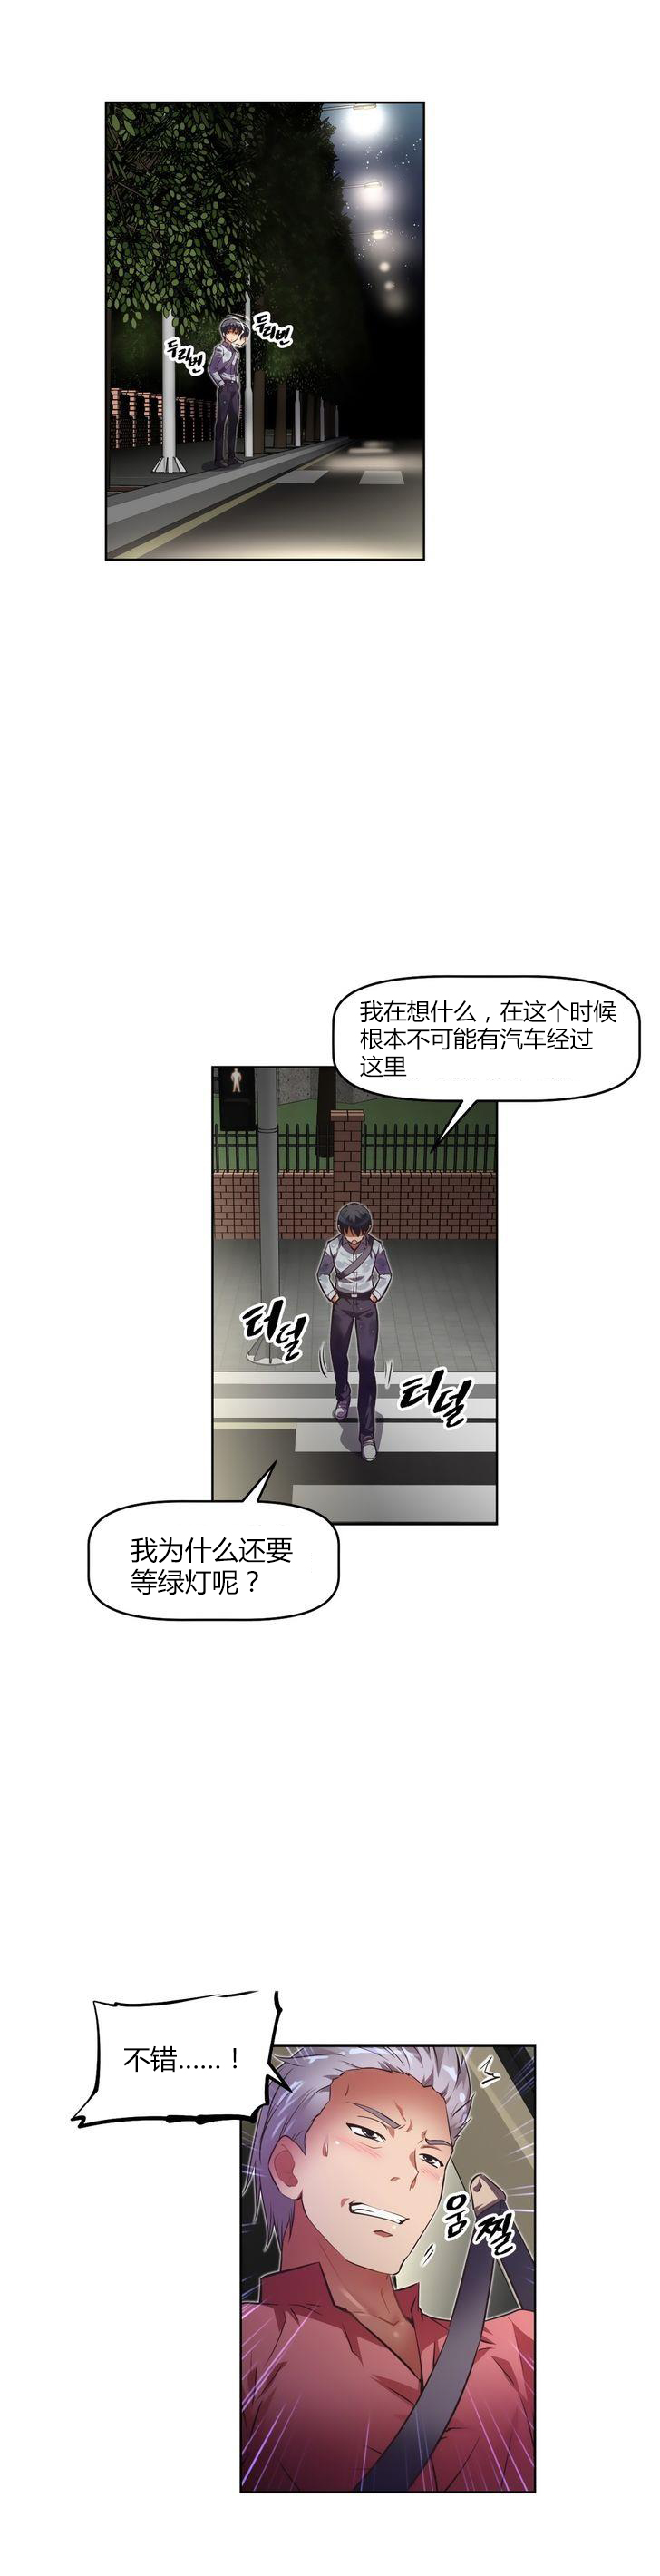 두리번
두리번
我在想什么，在这个时候
根本不可能有汽车经过
这里
터덜
터덜
我为什么还要
等绿灯呢？
不错……！
움찔